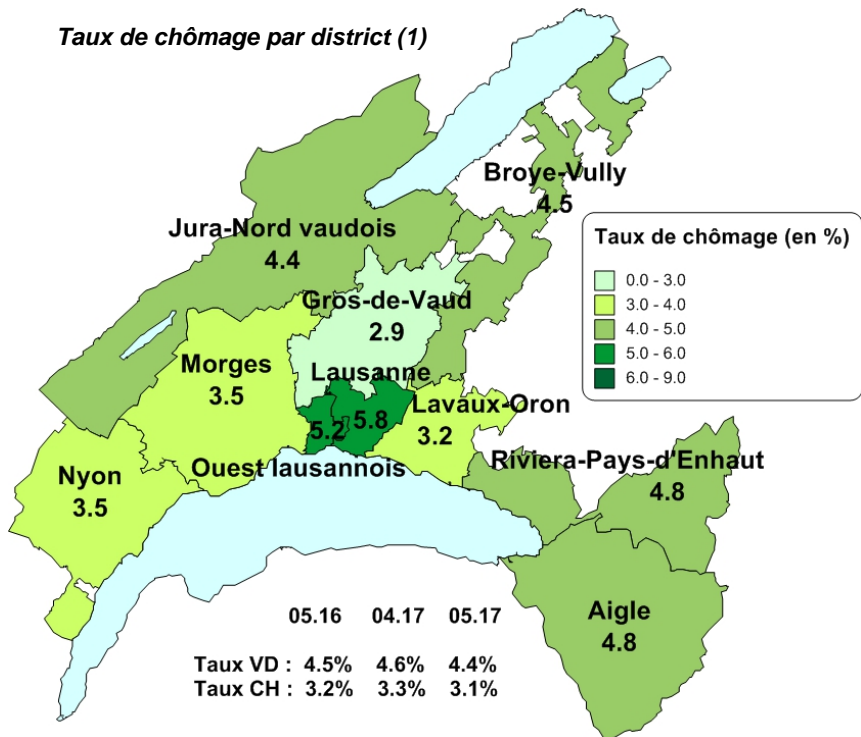 Taux de chômage par district (1)
Broye-Vully
4.5
Jura-Nord vaudois
4.4
Taux de chômage (en %)
0.0 - 3.0
3.0 - 4.0
4.0 - 5.0
5.0 - 6.0
6.0 - 9.0
Gros-de-Vaud
2.9
Morges
3.5
Lausanne
5.8
5.2
Lavaux-Oron
3.2
Ouest lausannois
Nyon
3.5
Riviera-Pays-d'Enhaut
4.8
Aigle
4.8
05.16 04.17 05.17
Taux VD : 4.5% 4.6% 4.4%
Taux CH : 3.2% 3.3% 3.1%